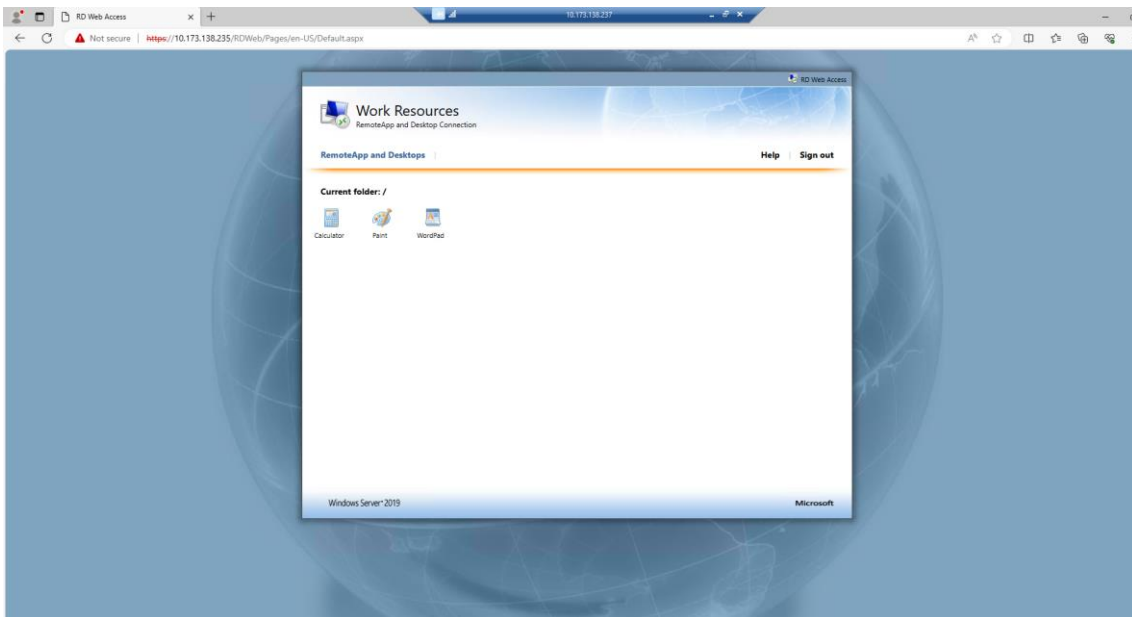 RD Web Access
10.173.138.237
Not secure | https://10.173.138.235/RDWeb/Pages/en-US/Default.aspx
RD Web Access
Work Resources
RemoteApp and Desktop Connection
RemoteApp and Desktops | Help | Sign out
Current folder: /
Calculator Paint WordPad
Windows Server 2019 Microsoft